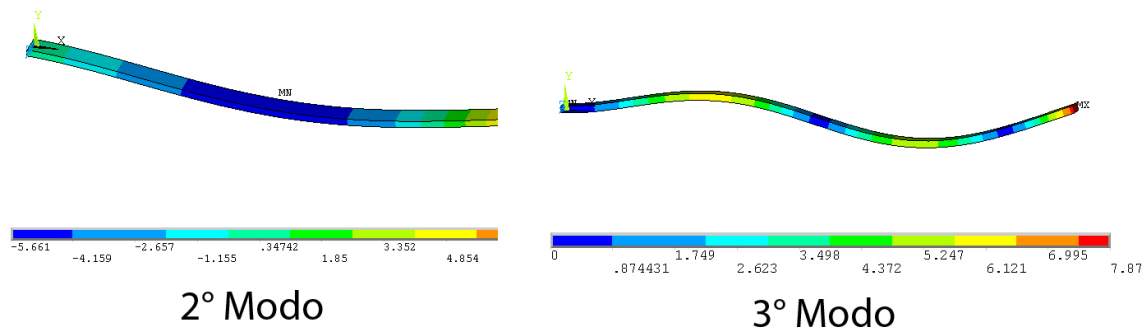 Y
X
MN
-5.661
-2.657
.34742
3.352
-4.159
-1.155
1.85
4.854
2° Modo
Y
X
MX
0
1.749
3.498
5.247
6.995
.874431
2.623
4.372
6.121
7.87
3° Modo